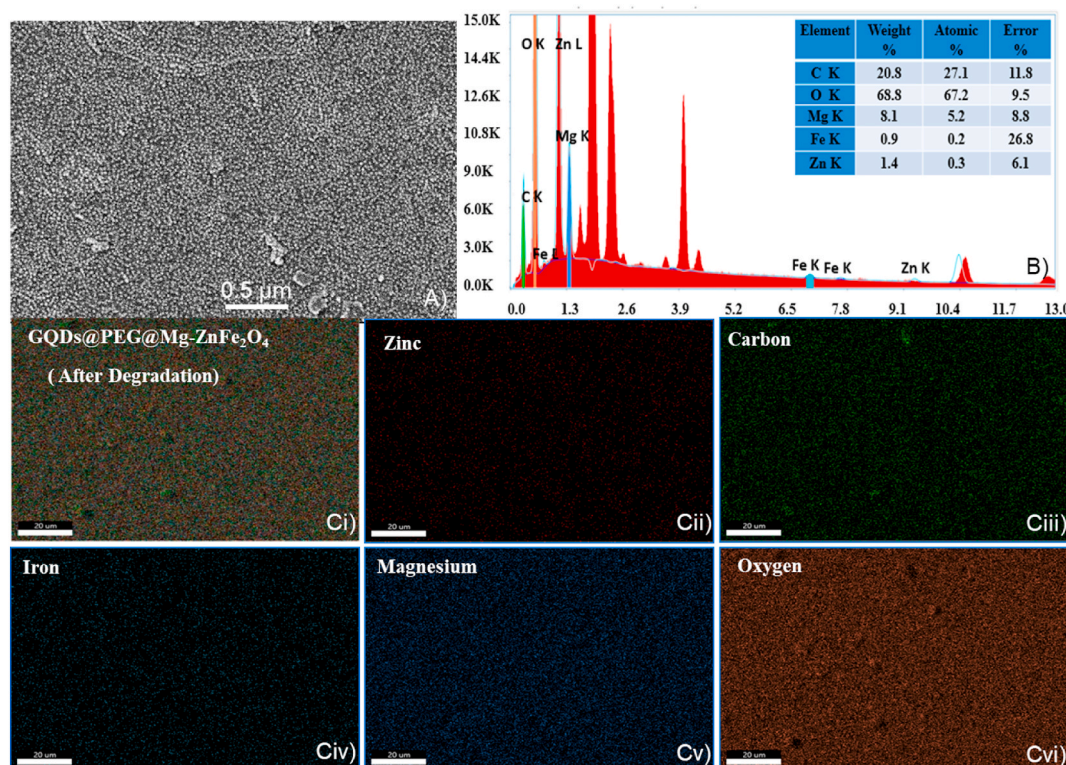 0.5 µm
A)
15.0K
14.4K
12.6K
10.8K
9.0K
7.2K
6.0K
3.0K
0.0K
O K
Zn L
Mg K
C K
Fe L
Fe K
Fe K
Zn K
B)
0.0 1.3 2.6 3.9 5.2 6.5 7.8 9.1 10.4 11.7 13.0
Element Weight % Atomic % Error %
C K 20.8 27.1 11.8
O K 68.8 67.2 9.5
Mg K 8.1 5.2 8.8
Fe K 0.9 0.2 26.8
Zn K 1.4 0.3 6.1
GQDs@PEG@Mg-ZnFe₂O₄
( After Degradation)
20 um
Ci)
Zinc
20 um
Cii)
Carbon
20 um
Ciii)
Iron
20 um
Civ)
Magnesium
20 um
Cv)
Oxygen
20 um
Cvi)